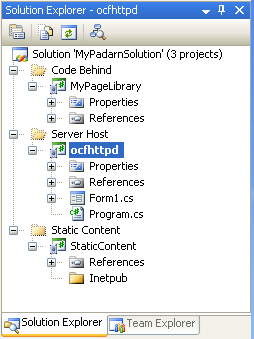 Solution Explorer - ocfhttpd
Solution 'MyPadarnSolution' (3 projects)
Code Behind
MyPageLibrary
Properties
References
Server Host
ocfhttpd
Properties
References
Form1.cs
Program.cs
Static Content
StaticContent
References
Inetpub
Solution Explorer Team Explorer